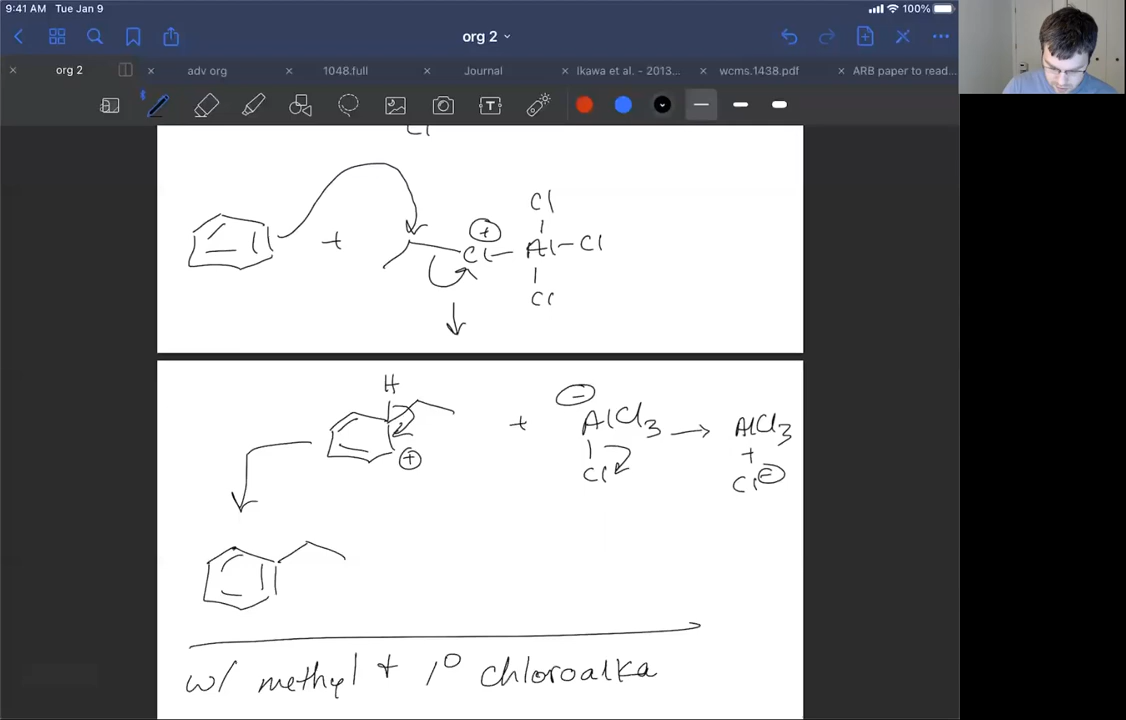 9:41 AM Tue Jan 9
100%
org 2
org 2
adv org
1048.full
Journal
Ikawa et al. - 2013...
wcms.1438.pdf
ARB paper to read...
T
Cl
Cl
+
+
Cl - Al - Cl
Cl
H
+
+
-
AlCl3
Cl
AlCl3
+
Cl -
w/ methyl + 1° chloroalka